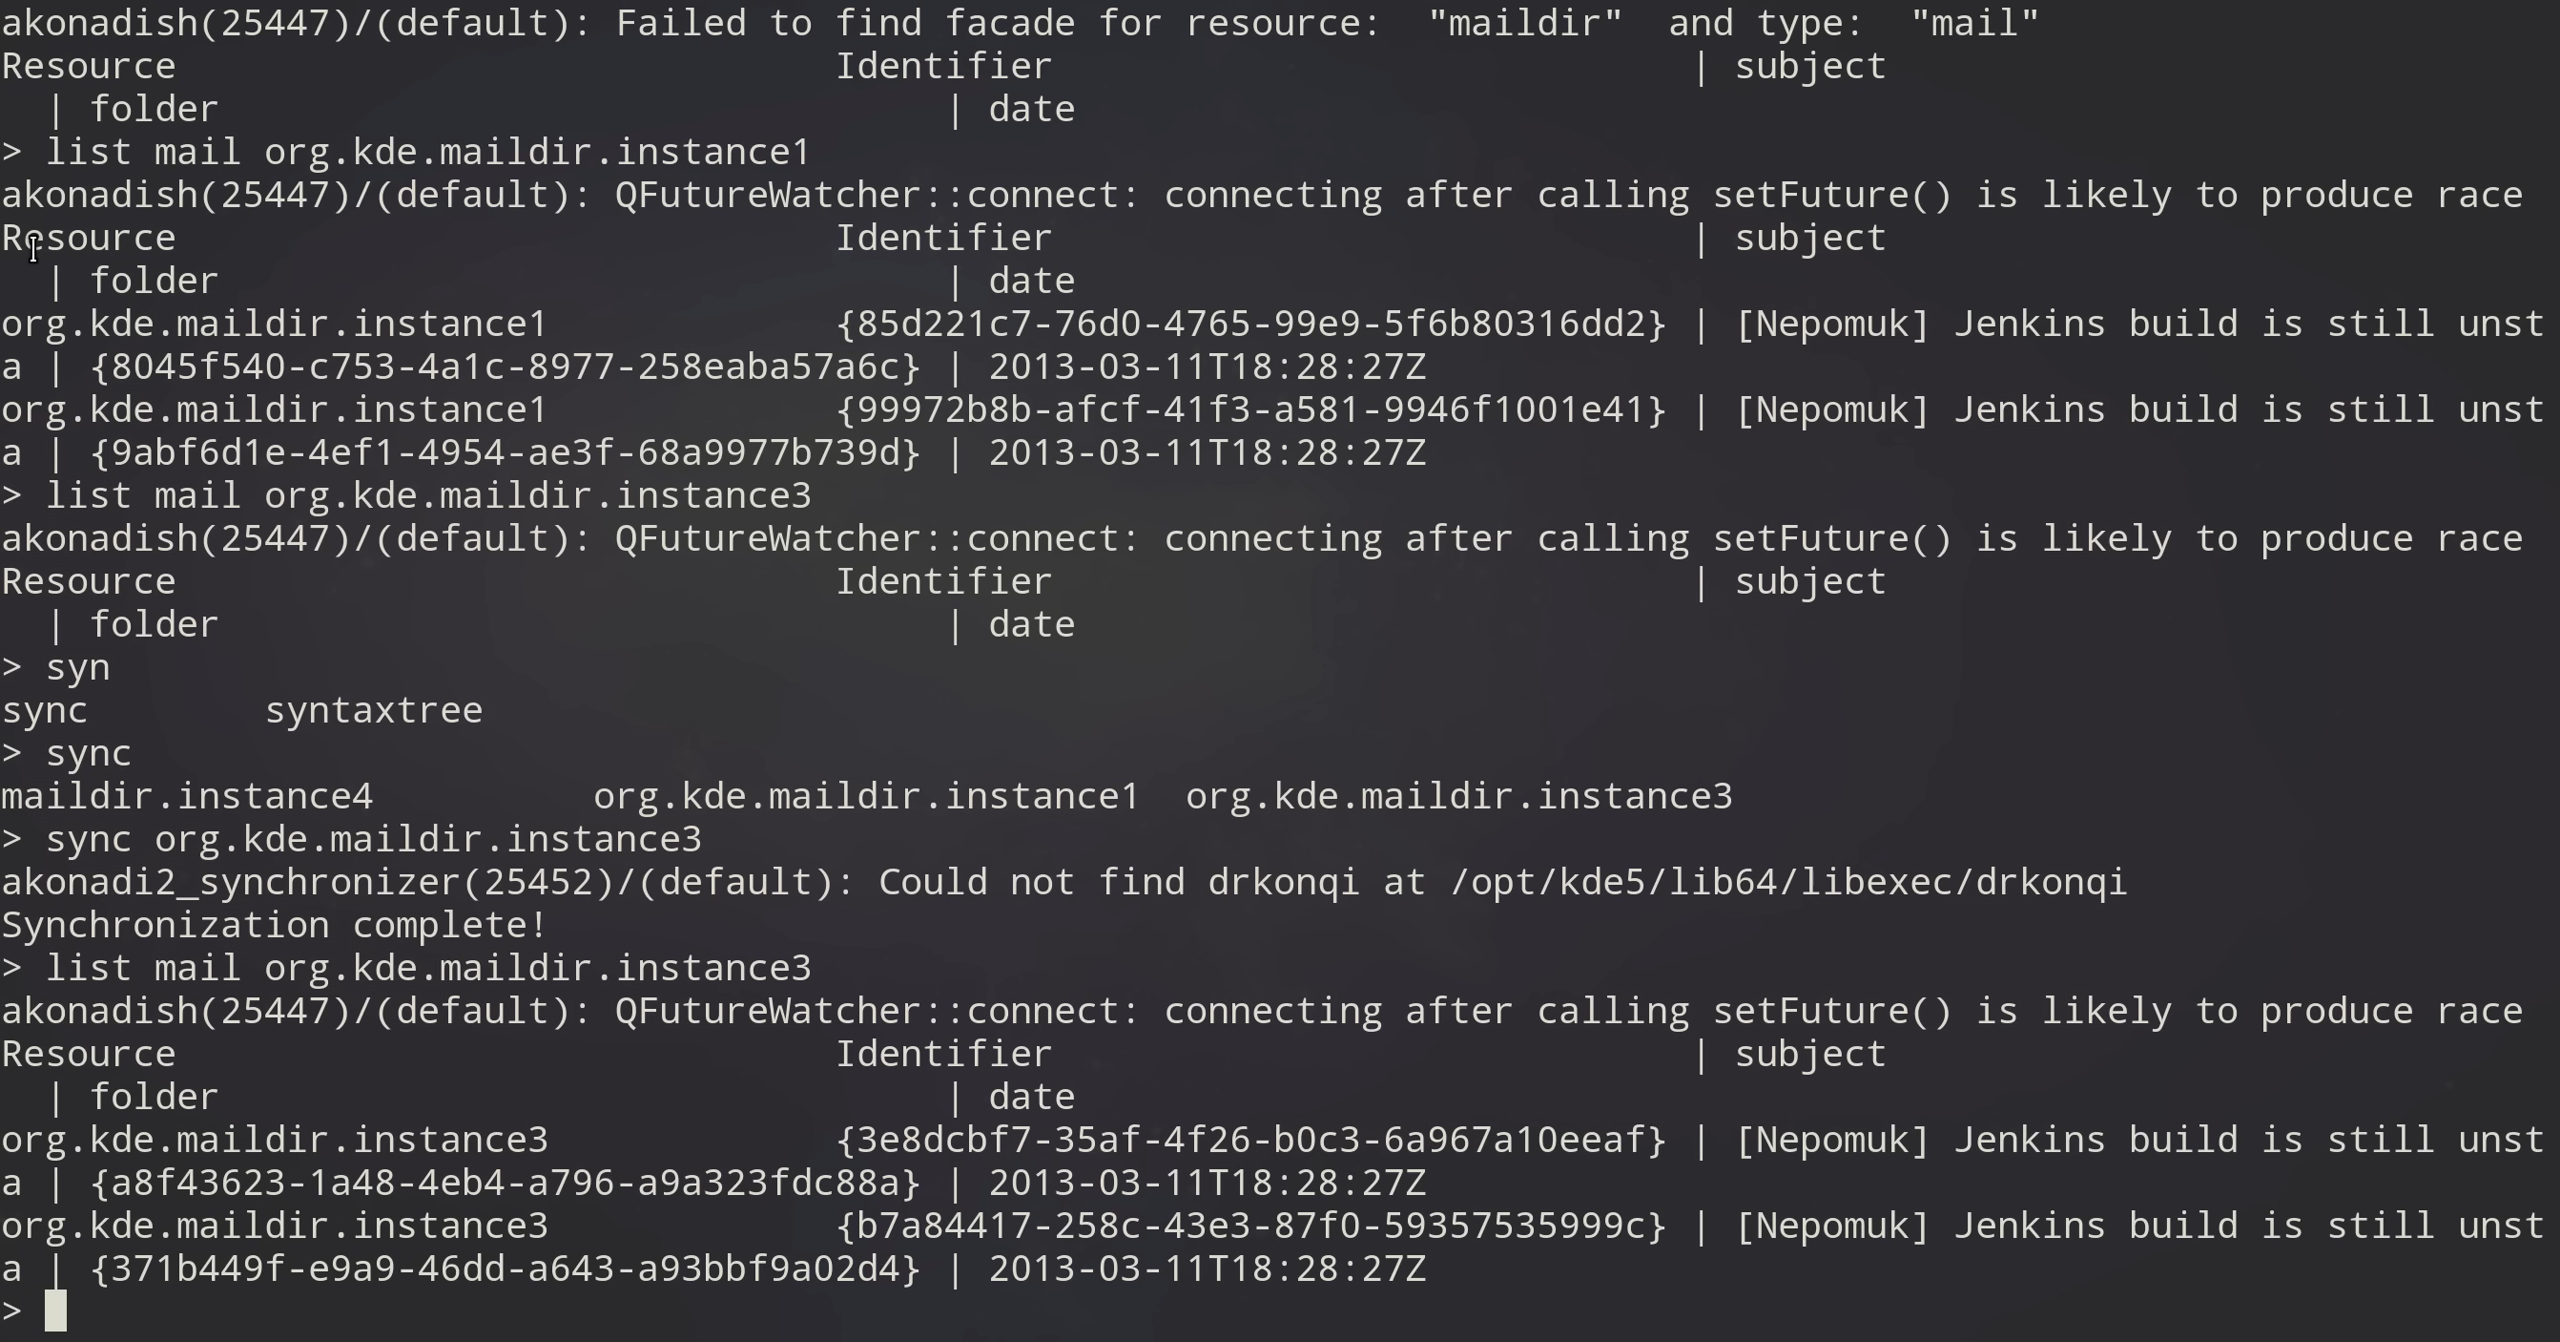 akonadish(25447)/(default): Failed to find facade for resource:  "maildir"  and type:  "mail"
Resource                              Identifier                             | subject
  | folder                                 | date
> list mail org.kde.maildir.instance1
akonadish(25447)/(default): QFutureWatcher::connect: connecting after calling setFuture() is likely to produce race
Resource                              Identifier                             | subject
  | folder                                 | date
org.kde.maildir.instance1             {85d221c7-76d0-4765-99e9-5f6b80316dd2} | [Nepomuk] Jenkins build is still unst
a | {8045f540-c753-4a1c-8977-258eaba57a6c} | 2013-03-11T18:28:27Z
org.kde.maildir.instance1             {99972b8b-afcf-41f3-a581-9946f1001e41} | [Nepomuk] Jenkins build is still unst
a | {9abf6d1e-4ef1-4954-ae3f-68a9977b739d} | 2013-03-11T18:28:27Z
> list mail org.kde.maildir.instance3
akonadish(25447)/(default): QFutureWatcher::connect: connecting after calling setFuture() is likely to produce race
Resource                              Identifier                             | subject
  | folder                                 | date
> syn
sync        syntaxtree
> sync
maildir.instance4          org.kde.maildir.instance1  org.kde.maildir.instance3
> sync org.kde.maildir.instance3
akonadi2_synchronizer(25452)/(default): Could not find drkonqi at /opt/kde5/lib64/libexec/drkonqi
Synchronization complete!
> list mail org.kde.maildir.instance3
akonadish(25447)/(default): QFutureWatcher::connect: connecting after calling setFuture() is likely to produce race
Resource                              Identifier                             | subject
  | folder                                 | date
org.kde.maildir.instance3             {3e8dcbf7-35af-4f26-b0c3-6a967a10eeaf} | [Nepomuk] Jenkins build is still unst
a | {a8f43623-1a48-4eb4-a796-a9a323fdc88a} | 2013-03-11T18:28:27Z
org.kde.maildir.instance3             {b7a84417-258c-43e3-87f0-59357535999c} | [Nepomuk] Jenkins build is still unst
a | {371b449f-e9a9-46dd-a643-a93bbf9a02d4} | 2013-03-11T18:28:27Z
>